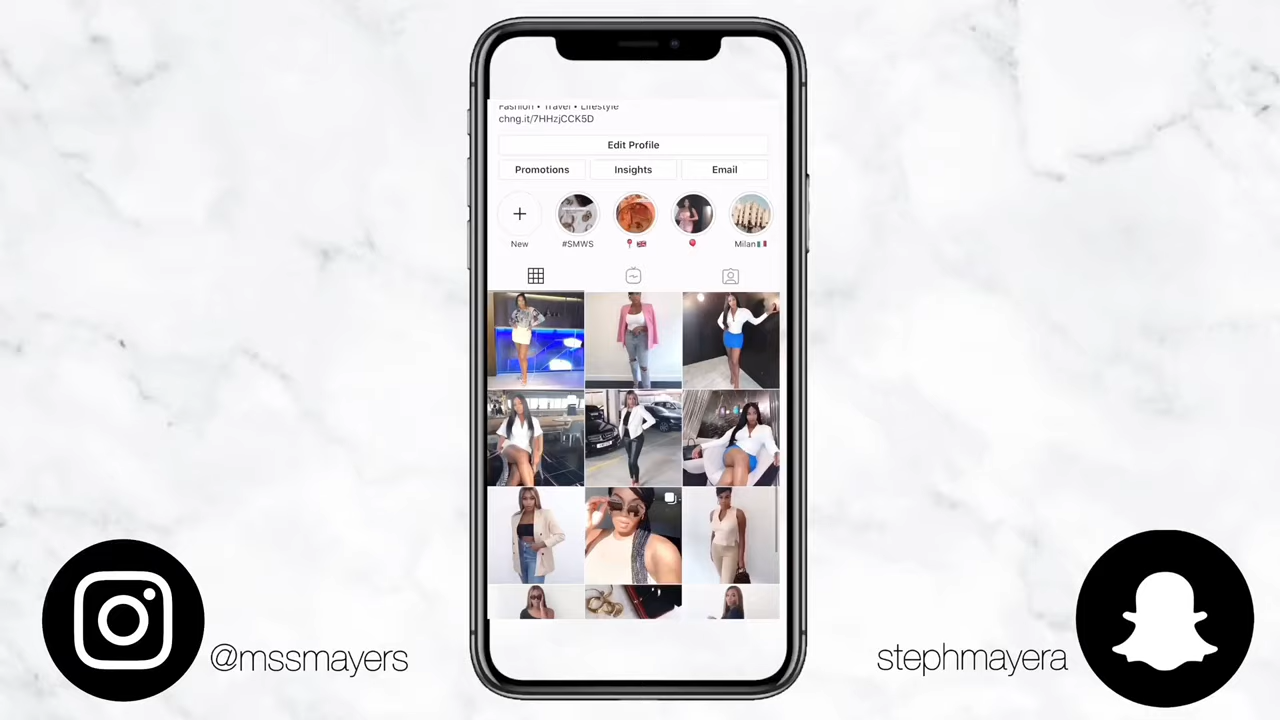 Fashion • Travel • Lifestyle
chng.it/7HHzjCCK5D
Edit Profile
Promotions Insights Email
New #SMWS Milan
@mssmayers
stephmayera